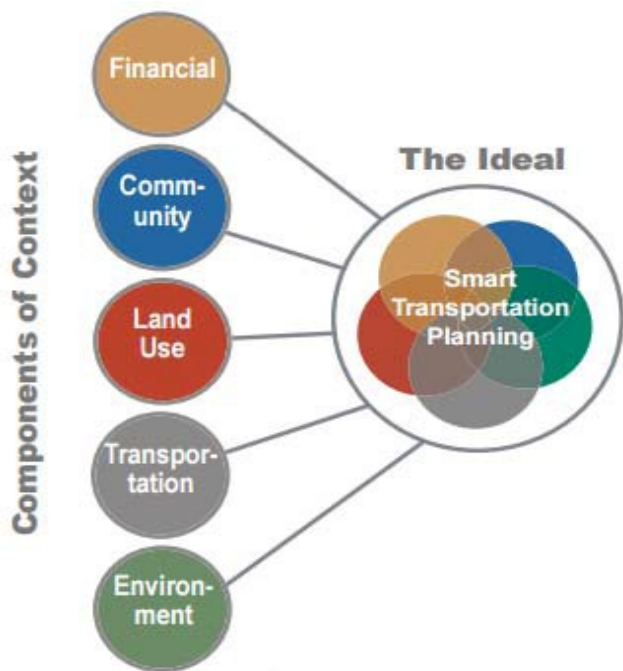 Components of Context
Financial
Comm-
unity
Land
Use
Transpor-
tation
Environ-
ment
The Ideal
Smart
Transportation
Planning